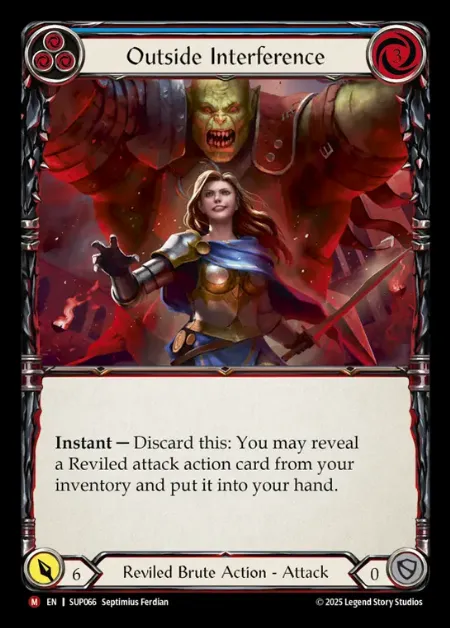 Outside Interference
3
Instant — Discard this: You may reveal
a Reviled attack action card from your
inventory and put it into your hand.
6
Reviled Brute Action - Attack
0
M EN | SUP066 Septimius Ferdian
© 2025 Legend Story Studios